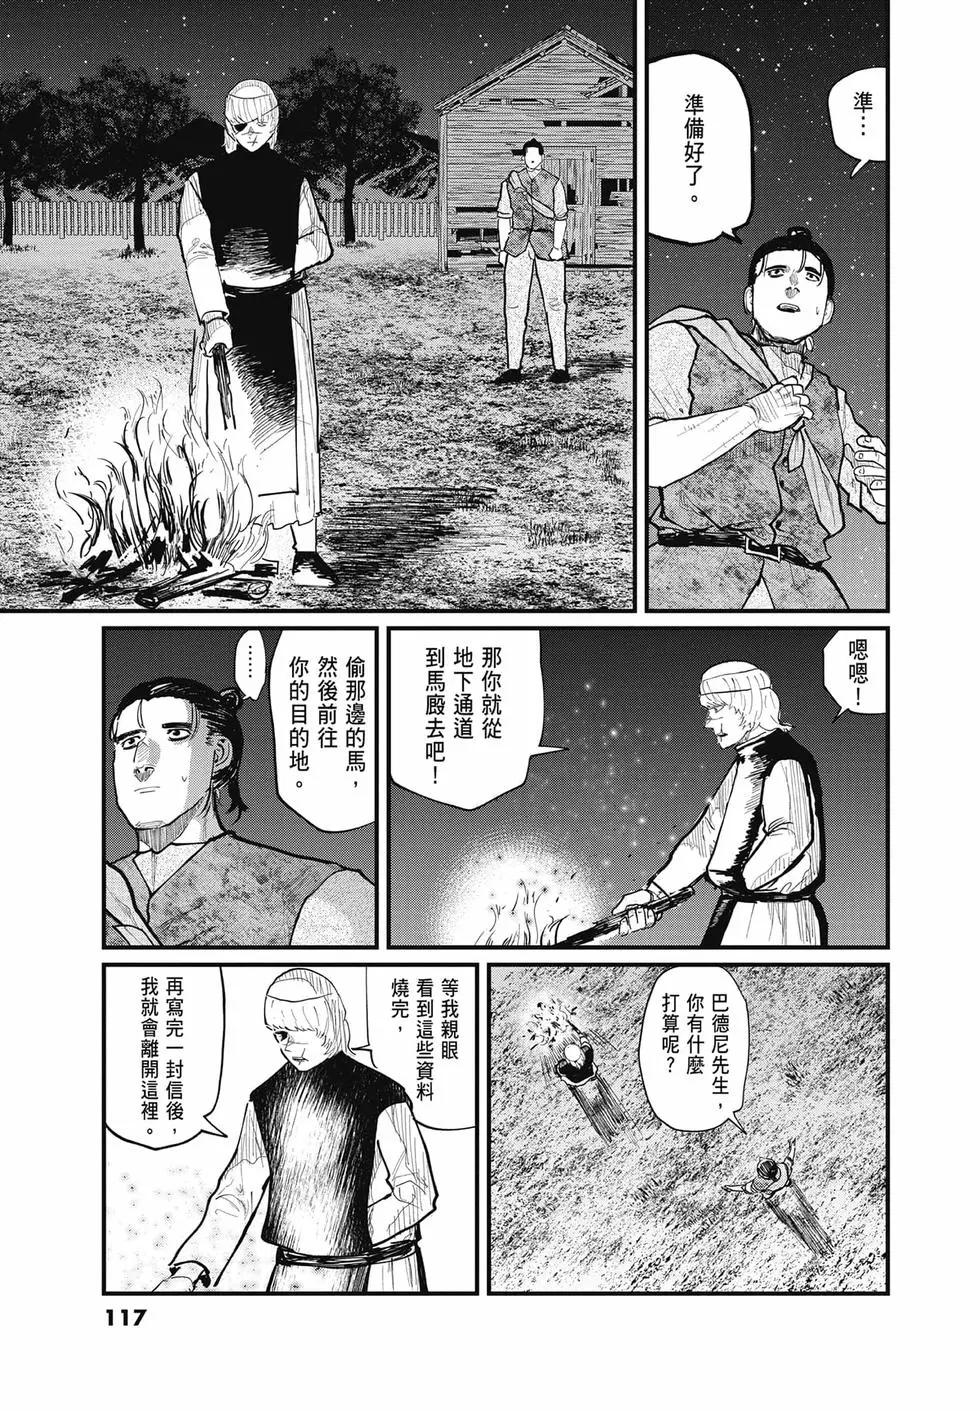 準⋯
準備好了。
嗯嗯！
那你就從
地下通道
到馬廄去吧！
偷那邊的馬，
然後前往
你的目的地。
⋯⋯
巴德尼先生，
你有什麼
打算呢？
等我親眼
看到這些資料
燒完，
再寫完一封信後，
我就會離開這裡。
117